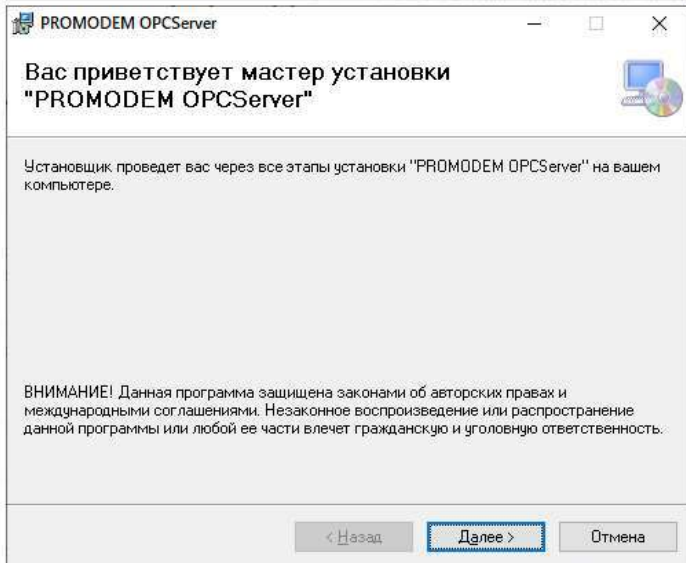 PROMODEM OPCServer
Вас приветствует мастер установки
"PROMODEM OPCServer"
Установщик проведет вас через все этапы установки "PROMODEM OPCServer" на вашем
компьютере.
ВНИМАНИЕ! Данная программа защищена законами об авторских правах и
международными соглашениями. Незаконное воспроизведение или распространение
данной программы или любой ее части влечет гражданскую и уголовную ответственность.
< Назад Далее > Отмена